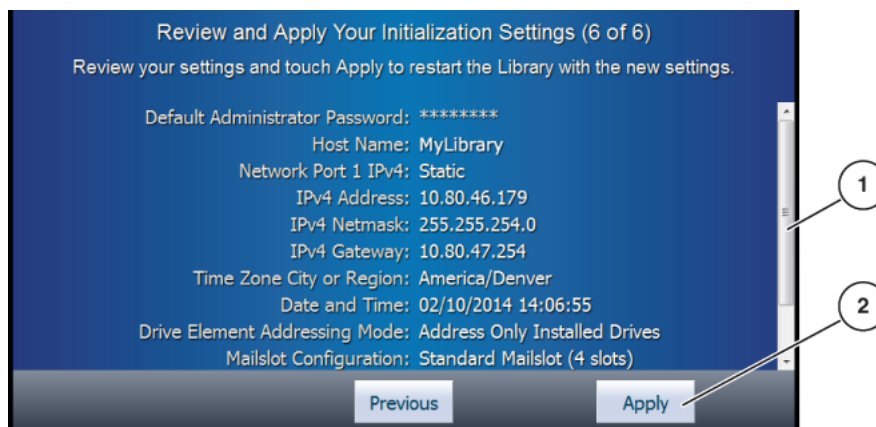 Review and Apply Your Initialization Settings (6 of 6)
Review your settings and touch Apply to restart the Library with the new settings.
Default Administrator Password: ********
Host Name: MyLibrary
Network Port 1 IPv4: Static
IPv4 Address: 10.80.46.179
IPv4 Netmask: 255.255.254.0
IPv4 Gateway: 10.80.47.254
Time Zone City or Region: America/Denver
Date and Time: 02/10/2014 14:06:55
Drive Element Addressing Mode: Address Only Installed Drives
Mailslot Configuration: Standard Mailslot (4 slots)
Previous Apply
1
2